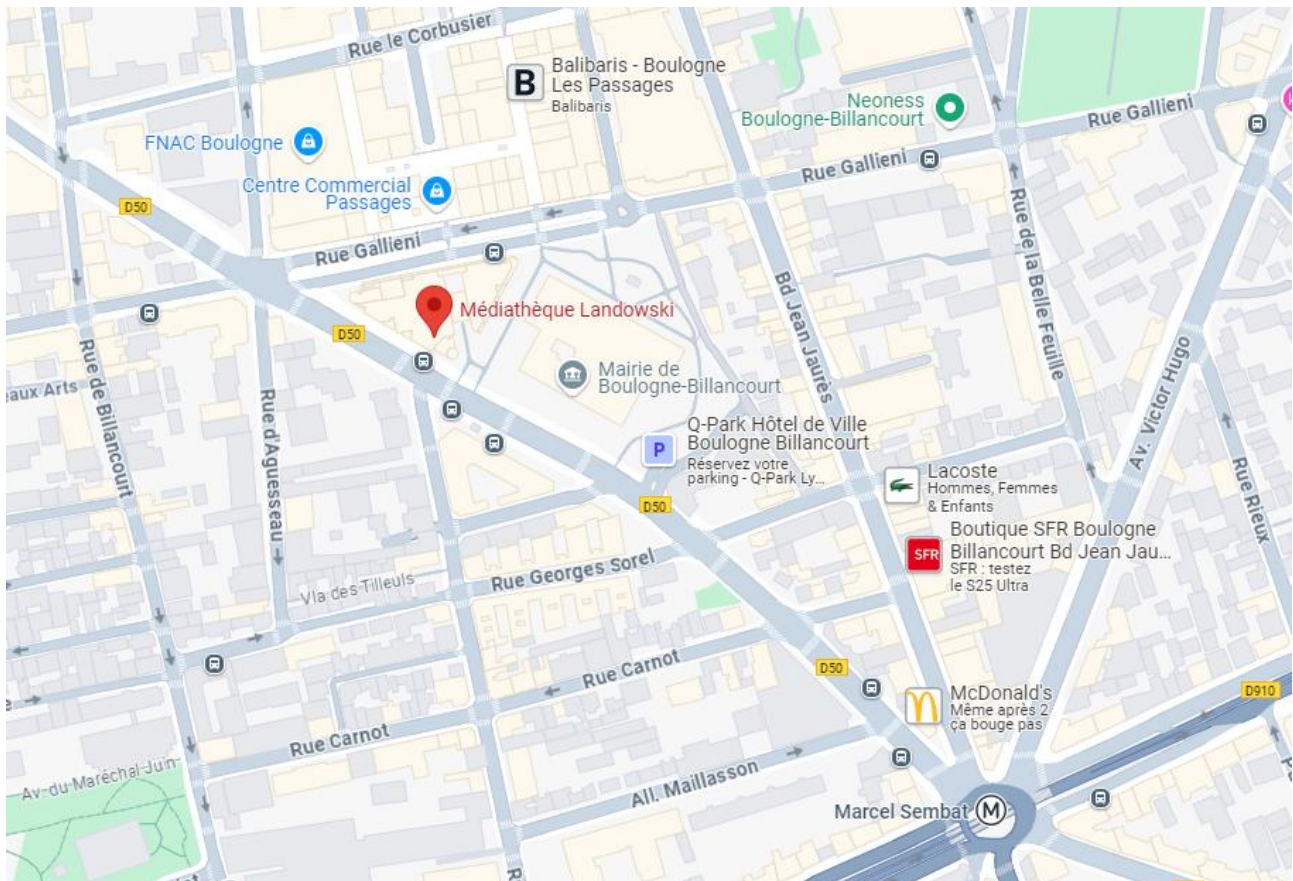 Rue le Corbusier
B
Balibaris - Boulogne
Les Passages
Balibaris
Neoness
Boulogne-Billancourt
Rue Gallieni
FNAC Boulogne
Rue Gallieni
Centre Commercial
Passages
D50
Rue Gallieni
Rue de la Belle Feuille
Bd Jean Jaurès
Médiathèque Landowski
D50
Mairie de
Boulogne-Billancourt
eaux Arts
Rue de Billancourt
Rue d'Aguesseau
Av. Victor Hugo
P
Q-Park Hôtel de Ville
Boulogne Billancourt
Réservez votre
parking - Q-Park Ly...
Lacoste
Hommes, Femmes
& Enfants
Rue Rieux
D50
SFR
Boutique SFR Boulogne
Billancourt Bd Jean Jau...
SFR : testez
le S25 Ultra
Rue Georges Sorel
Vla des Tilleuls
Rue Carnot
D50
McDonald's
Même après 2
ça bouge pas
D910
Rue Carnot
Av. du Maréchal Juin
All. Maillasson
Marcel Sembat
M